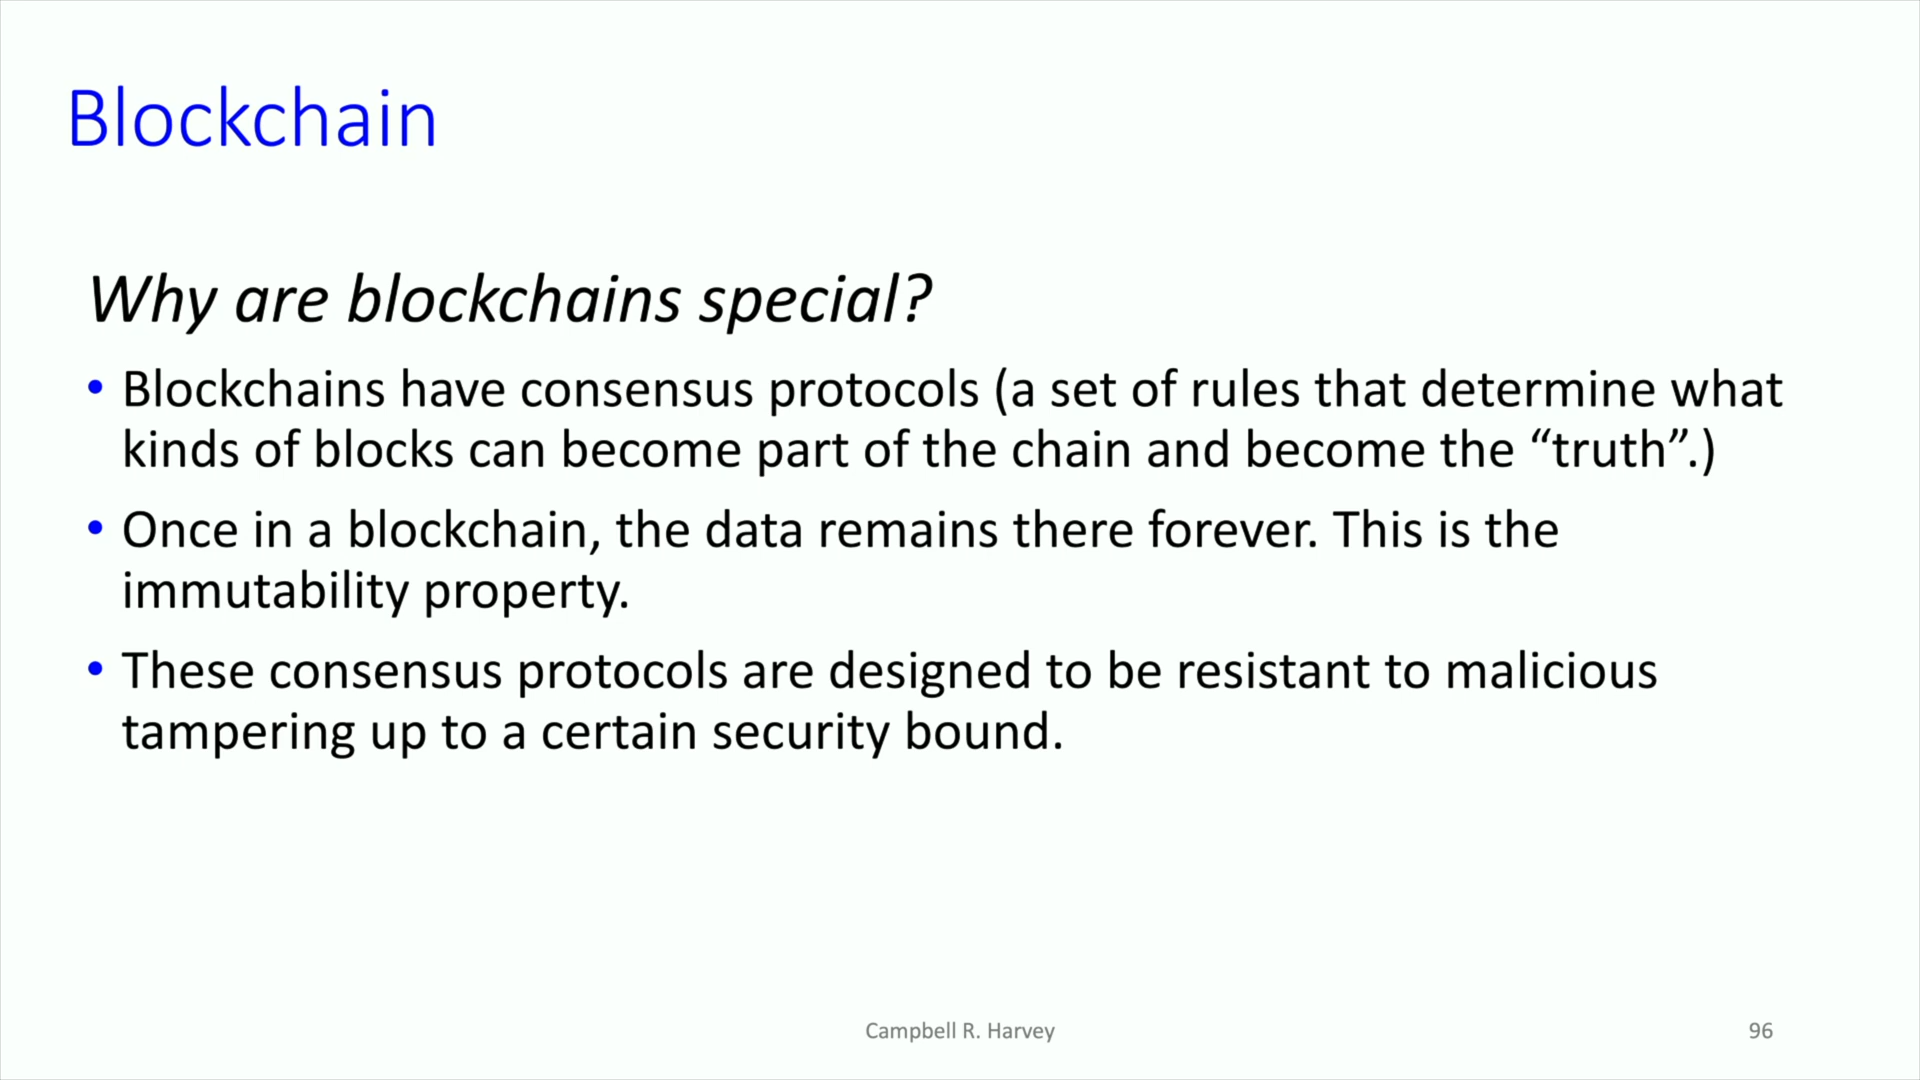 Blockchain
Why are blockchains special?
• Blockchains have consensus protocols (a set of rules that determine what
kinds of blocks can become part of the chain and become the “truth”.)
• Once in a blockchain, the data remains there forever. This is the
immutability property.
• These consensus protocols are designed to be resistant to malicious
tampering up to a certain security bound.
Campbell R. Harvey
96